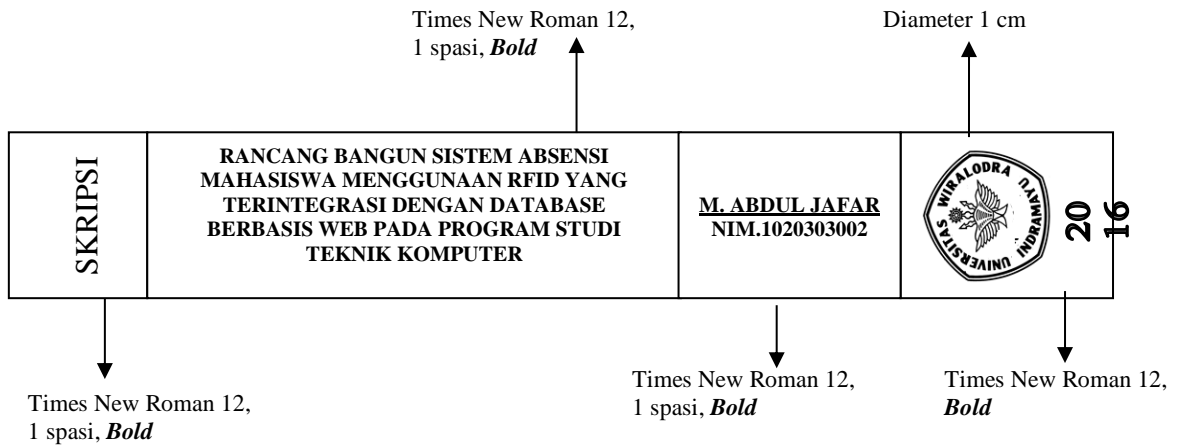 Times New Roman 12,
1 spasi, Bold
Diameter 1 cm
SKRIPSI
RANCANG BANGUN SISTEM ABSENSI
MAHASISWA MENGGUNAAN RFID YANG
TERINTEGRASI DENGAN DATABASE
BERBASIS WEB PADA PROGRAM STUDI
TEKNIK KOMPUTER
M. ABDUL JAFAR
NIM.1020303002
UNIVERSITAS WIRALODRA INDRAMAYU
20
16
Times New Roman 12,
1 spasi, Bold
Times New Roman 12,
1 spasi, Bold
Times New Roman 12,
Bold